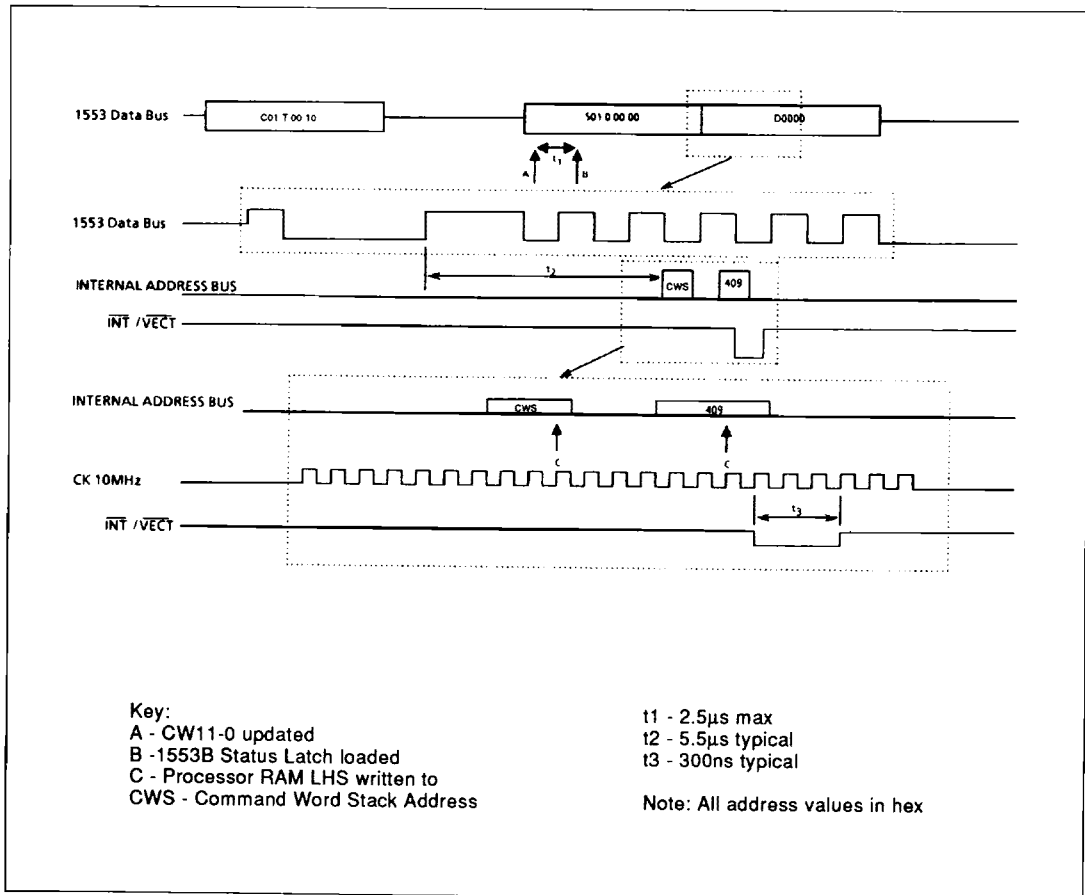 1553 Data Bus
C01 T 00 10
S01 0 00 00
D0000
t1
A
B
1553 Data Bus
t2
INTERNAL ADDRESS BUS
CWS
409
INT /VECT
INTERNAL ADDRESS BUS
CWS
409
C
C
CK 10MHz
t3
INT /VECT
Key:
A - CW11-0 updated
B -1553B Status Latch loaded
C - Processor RAM LHS written to
CWS - Command Word Stack Address
t1 - 2.5µs max
t2 - 5.5µs typical
t3 - 300ns typical
Note: All address values in hex